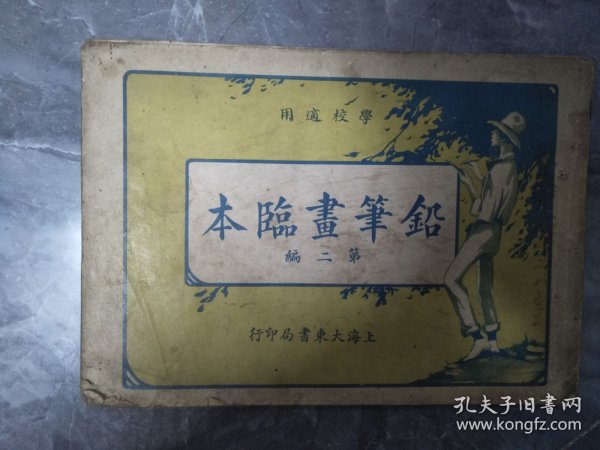 學校適用
鉛筆畫臨本
第二編
上海大東書局印行
孔夫子旧书网
www.kongfz.com